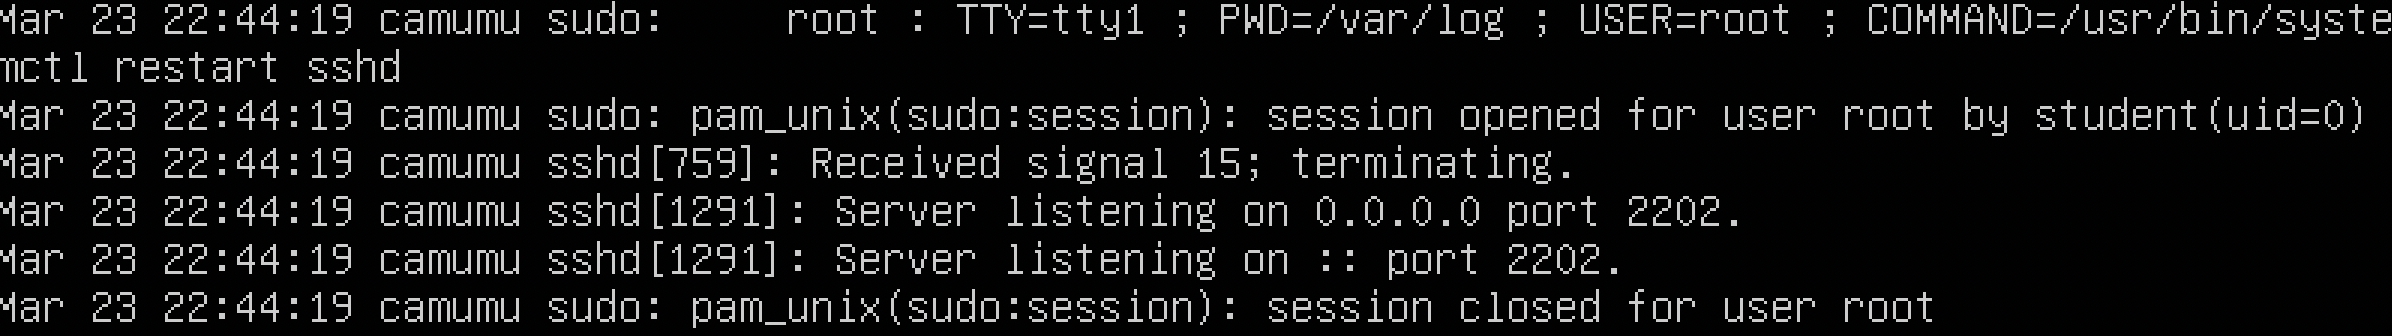 Mar 23 22:44:19 camumu sudo:     root : TTY=tty1 ; PWD=/var/log ; USER=root ; COMMAND=/usr/bin/syste
mctl restart sshd
Mar 23 22:44:19 camumu sudo: pam_unix(sudo:session): session opened for user root by student(uid=0)
Mar 23 22:44:19 camumu sshd[759]: Received signal 15; terminating.
Mar 23 22:44:19 camumu sshd[1291]: Server listening on 0.0.0.0 port 2202.
Mar 23 22:44:19 camumu sshd[1291]: Server listening on :: port 2202.
Mar 23 22:44:19 camumu sudo: pam_unix(sudo:session): session closed for user root